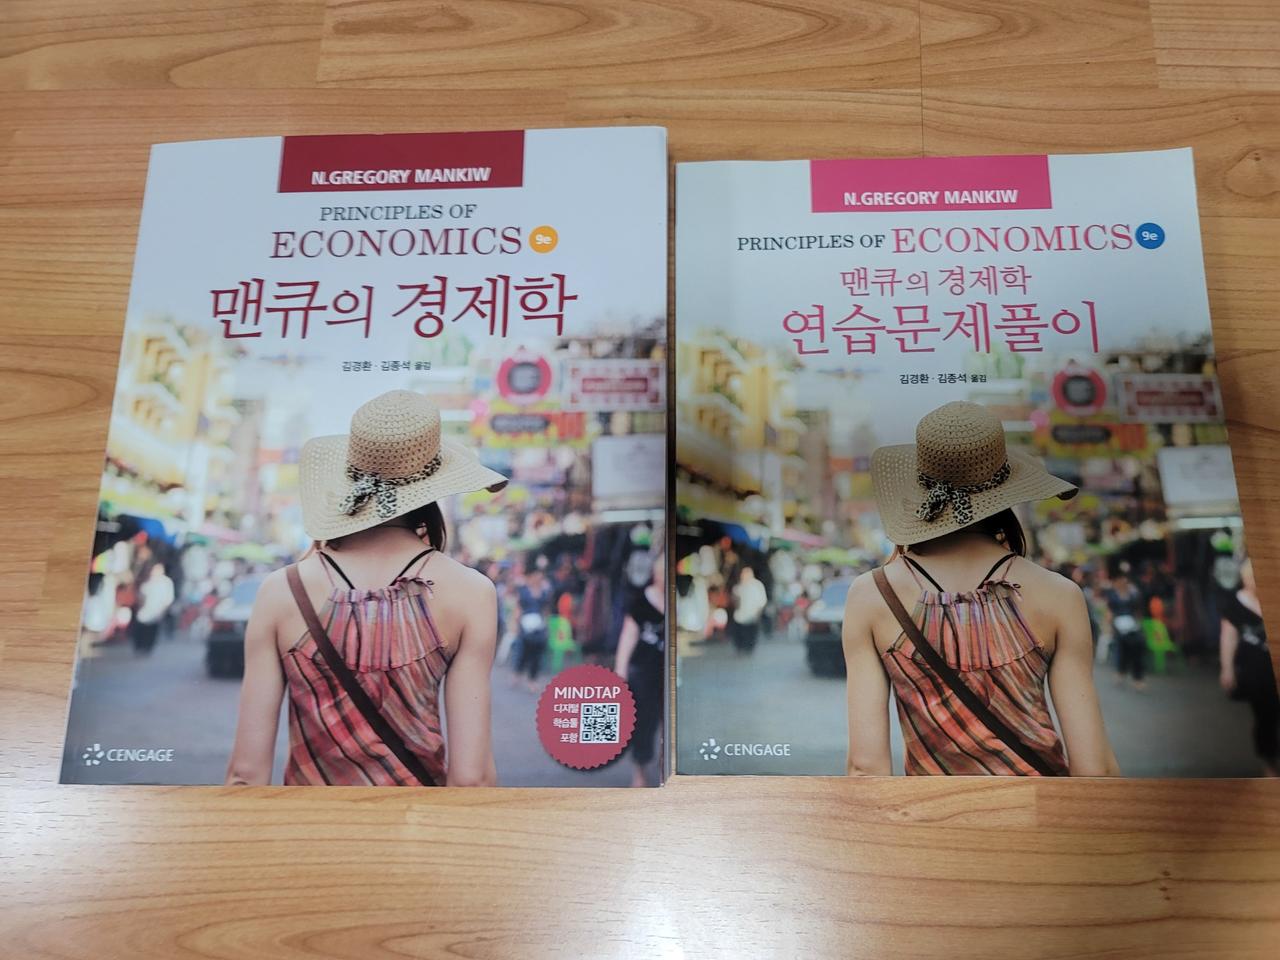 N.GREGORY MANKIW
PRINCIPLES OF
ECONOMICS 9e
맨큐의 경제학
김경환·김종석 옮김
MINDTAP
디지털
학습툴
포함
CENGAGE
N.GREGORY MANKIW
PRINCIPLES OF ECONOMICS 9e
맨큐의 경제학
연습문제풀이
김경환·김종석 옮김
CENGAGE